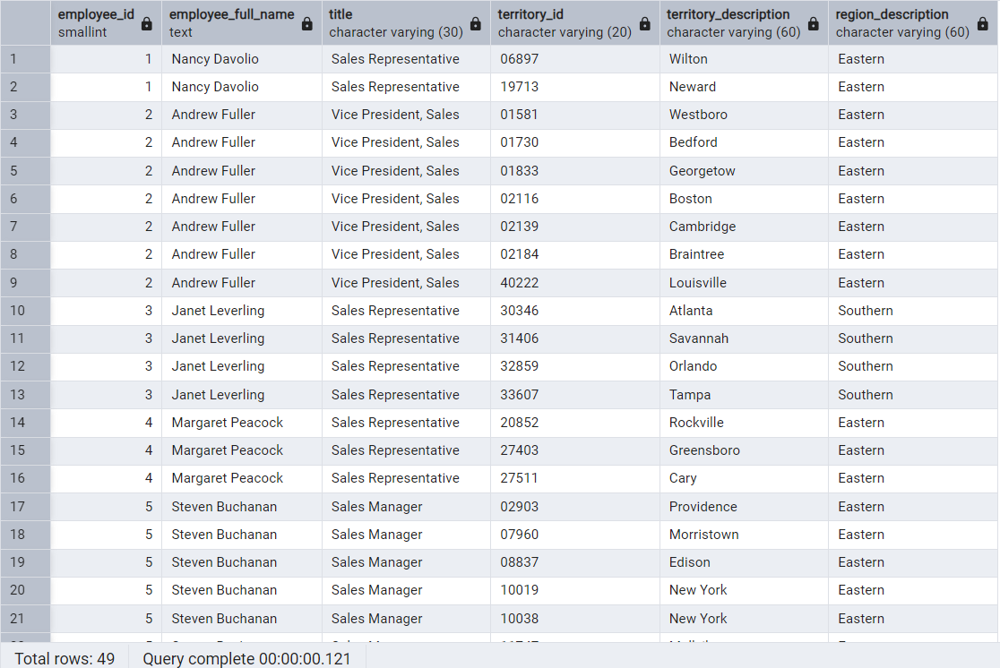 employee_id employee_full_name title territory_id territory_description region_description
smallint text character varying (30) character varying (20) character varying (60) character varying (60)
1 1 Nancy Davolio Sales Representative 06897 Wilton Eastern
2 1 Nancy Davolio Sales Representative 19713 Neward Eastern
3 2 Andrew Fuller Vice President, Sales 01581 Westboro Eastern
4 2 Andrew Fuller Vice President, Sales 01730 Bedford Eastern
5 2 Andrew Fuller Vice President, Sales 01833 Georgetow Eastern
6 2 Andrew Fuller Vice President, Sales 02116 Boston Eastern
7 2 Andrew Fuller Vice President, Sales 02139 Cambridge Eastern
8 2 Andrew Fuller Vice President, Sales 02184 Braintree Eastern
9 2 Andrew Fuller Vice President, Sales 40222 Louisville Eastern
10 3 Janet Leverling Sales Representative 30346 Atlanta Southern
11 3 Janet Leverling Sales Representative 31406 Savannah Southern
12 3 Janet Leverling Sales Representative 32859 Orlando Southern
13 3 Janet Leverling Sales Representative 33607 Tampa Southern
14 4 Margaret Peacock Sales Representative 20852 Rockville Eastern
15 4 Margaret Peacock Sales Representative 27403 Greensboro Eastern
16 4 Margaret Peacock Sales Representative 27511 Cary Eastern
17 5 Steven Buchanan Sales Manager 02903 Providence Eastern
18 5 Steven Buchanan Sales Manager 07960 Morristown Eastern
19 5 Steven Buchanan Sales Manager 08837 Edison Eastern
20 5 Steven Buchanan Sales Manager 10019 New York Eastern
21 5 Steven Buchanan Sales Manager 10038 New York Eastern
Total rows: 49 Query complete 00:00:00.121